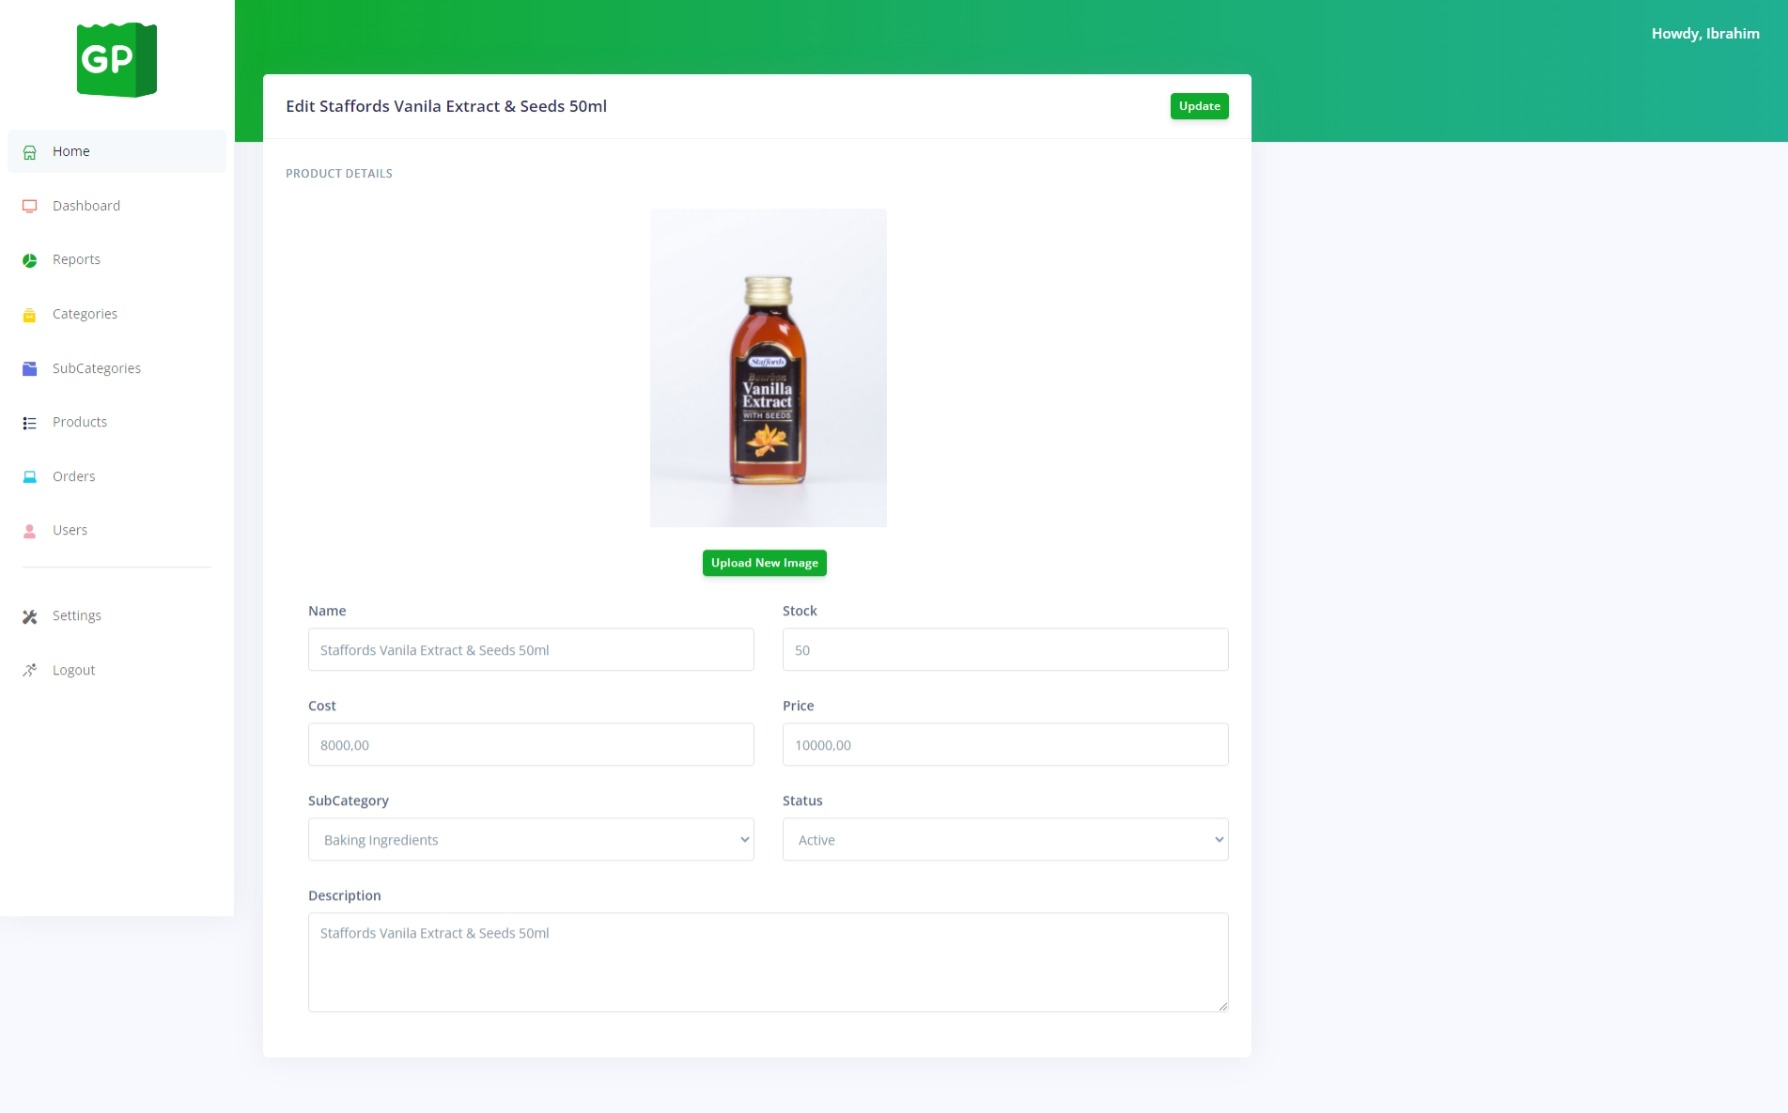 GP
Howdy, Ibrahim
Home
Dashboard
Reports
Categories
SubCategories
Products
Orders
Users
Settings
Logout
Edit Staffords Vanila Extract & Seeds 50ml
Update
PRODUCT DETAILS
Staffords
Bourbon
Vanilla
Extract
WITH SEEDS
Upload New Image
Name
Stock
Staffords Vanila Extract & Seeds 50ml
50
Cost
Price
8000,00
10000,00
SubCategory
Status
Baking Ingredients
Active
Description
Staffords Vanila Extract & Seeds 50ml